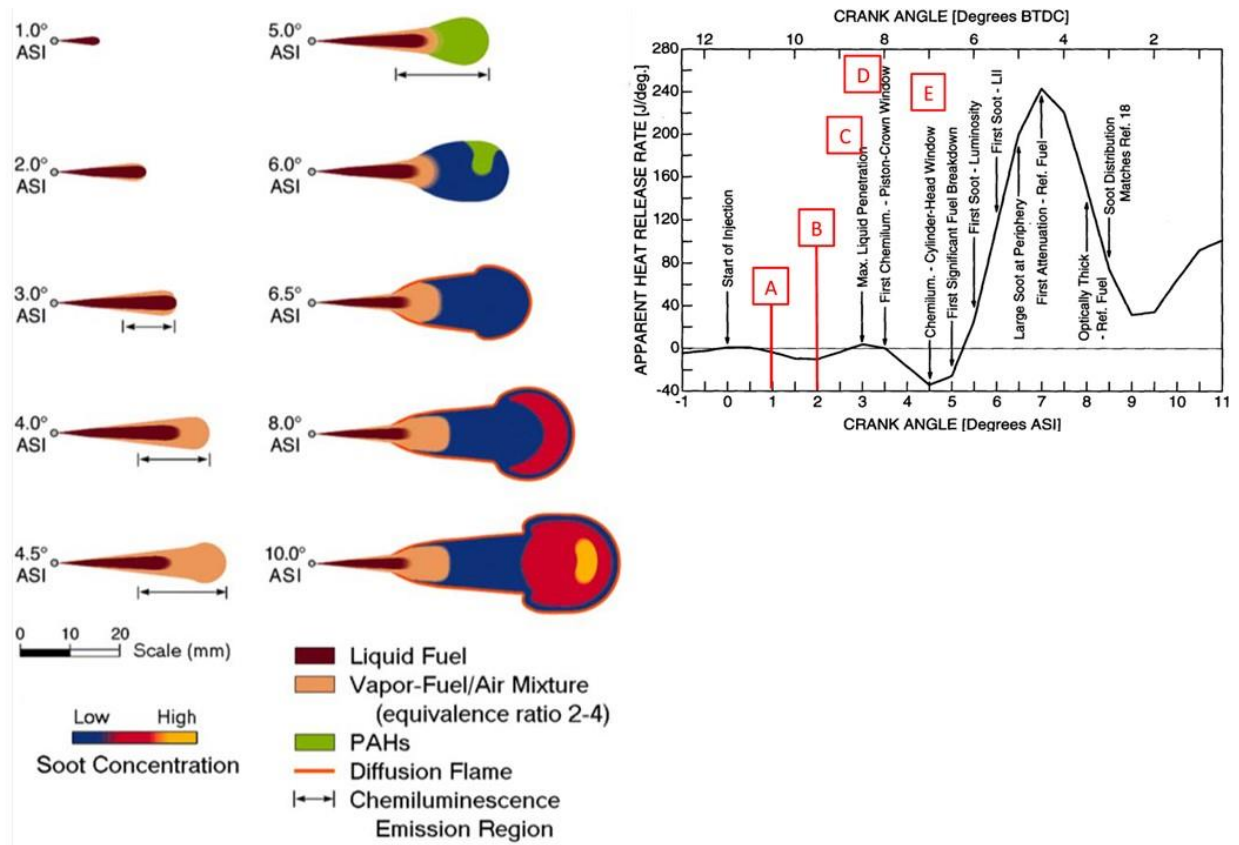 1.0°
ASI
2.0°
ASI
3.0°
ASI
4.0°
ASI
4.5°
ASI
0 10 20
Scale (mm)
Low High
Soot Concentration
5.0°
ASI
6.0°
ASI
6.5°
ASI
8.0°
ASI
10.0°
ASI
Liquid Fuel
Vapor-Fuel/Air Mixture
(equivalence ratio 2-4)
PAHs
Diffusion Flame
Chemiluminescence
Emission Region
CRANK ANGLE [Degrees BTDC]
12 10 8 6 4 2
APPARENT HEAT RELEASE RATE [J/deg.]
280
240
200
160
120
80
40
0
-40
Start of Injection
A
B
C
D
E
Max. Liquid Penetration
First Chemilum. - Piston-Crown Window
Chemilum. - Cylinder-Head Window
First Significant Fuel Breakdown
First Soot - Luminosity
First Soot - LII
Large Soot at Periphery
First Attenuation - Ref. Fuel
Optically Thick
- Ref. Fuel
Soot Distribution
Matches Ref. 18
-1 0 1 2 3 4 5 6 7 8 9 10 11
CRANK ANGLE [Degrees ASI]